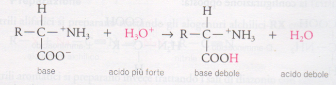 H H
R—C—⁺NH₃ + H₃O⁺ → R—C—⁺NH₃ + H₂O
COO⁻ COOH
base acido più forte base debole acido debole